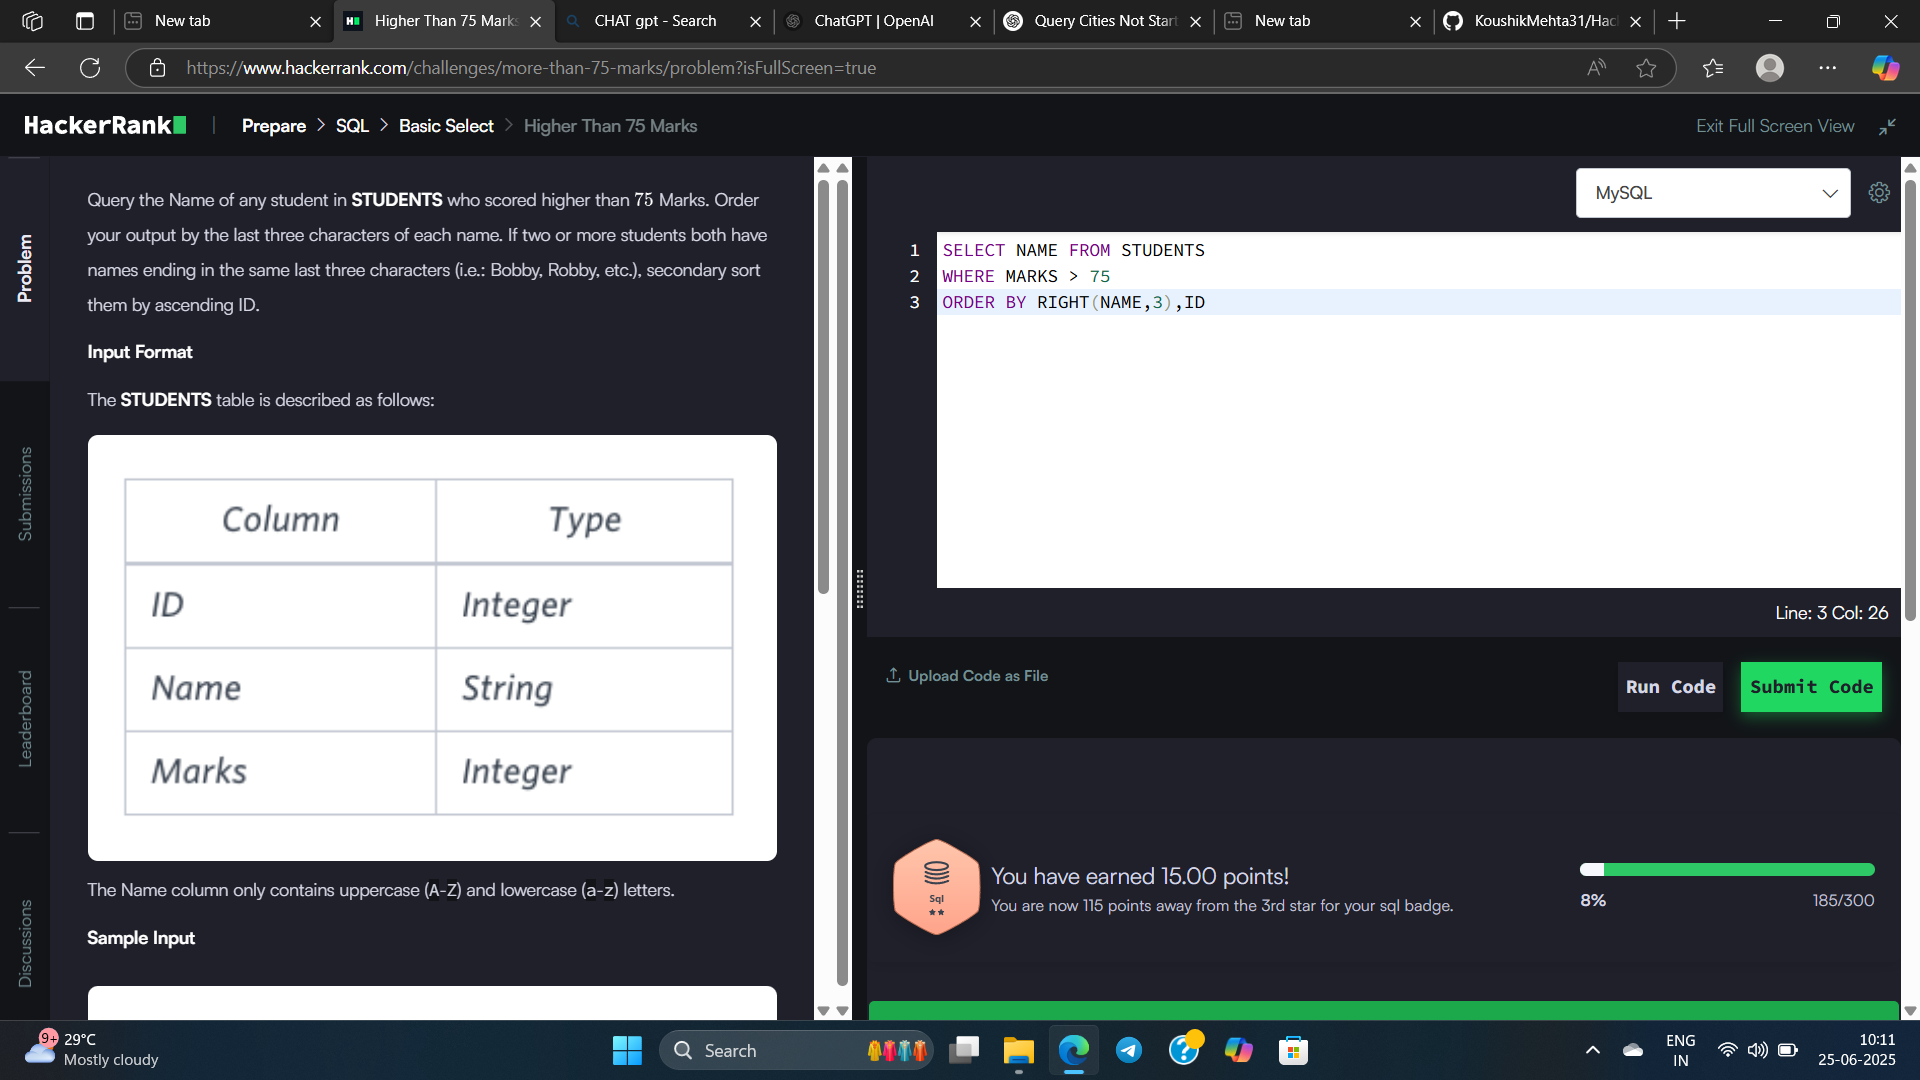 New tab
Higher Than 75 Marks
CHAT gpt - Search
ChatGPT | OpenAI
Query Cities Not Start
New tab
KoushikMehta31/Hac
https://www.hackerrank.com/challenges/more-than-75-marks/problem?isFullScreen=true
HackerRank
Prepare > SQL > Basic Select > Higher Than 75 Marks
Exit Full Screen View
Problem
Submissions
Leaderboard
Discussions
Query the Name of any student in STUDENTS who scored higher than 75 Marks. Order
your output by the last three characters of each name. If two or more students both have
names ending in the same last three characters (i.e.: Bobby, Robby, etc.), secondary sort
them by ascending ID.
Input Format
The STUDENTS table is described as follows:
Column Type
ID Integer
Name String
Marks Integer
The Name column only contains uppercase (A-Z) and lowercase (a-z) letters.
Sample Input
MySQL
1 SELECT NAME FROM STUDENTS
2 WHERE MARKS > 75
3 ORDER BY RIGHT(NAME,3),ID
Line: 3 Col: 26
Upload Code as File
Run Code
Submit Code
Sql
You have earned 15.00 points!
You are now 115 points away from the 3rd star for your sql badge.
8% 185/300
9+
29°C
Mostly cloudy
Search
ENG
IN
10:11
25-06-2025